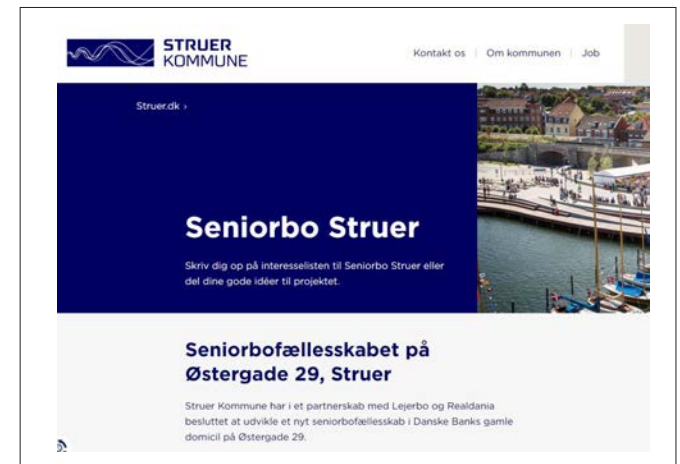 STRUER
KOMMUNE
Kontakt os | Om kommunen | Job
Struer.dk ›
Seniorbo Struer
Skriv dig op på interesselisten til Seniorbo Struer eller
del dine gode idéer til projektet.
Seniorbofællesskabet på
Østergade 29, Struer
Struer Kommune har i et partnerskab med Lejerbo og Realdania
besluttet at udvikle et nyt seniorbofællesskab i Danske Banks gamle
domicil på Østergade 29.